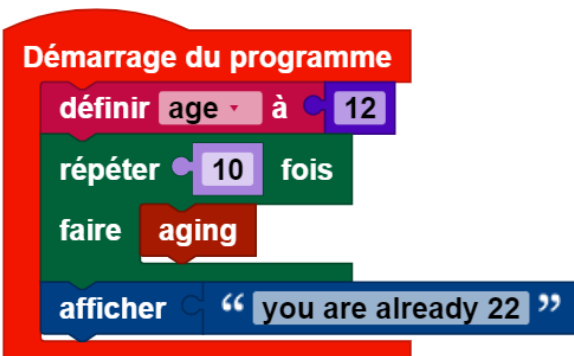 Démarrage du programme
définir age à 12
répéter 10 fois
faire aging
afficher “ you are already 22 ”